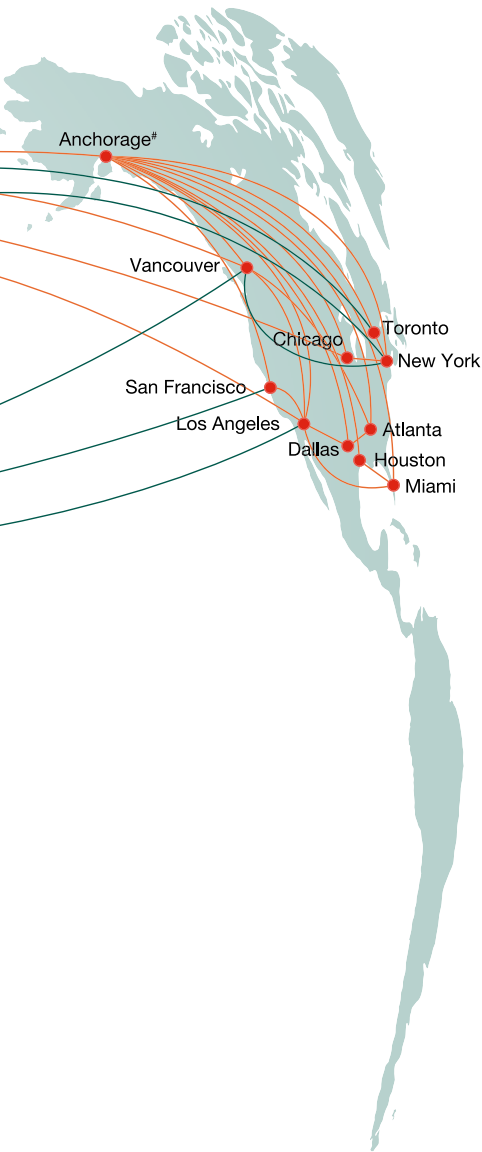 Anchorage#
Vancouver
Toronto
Chicago
New York
San Francisco
Los Angeles
Atlanta
Dallas
Houston
Miami